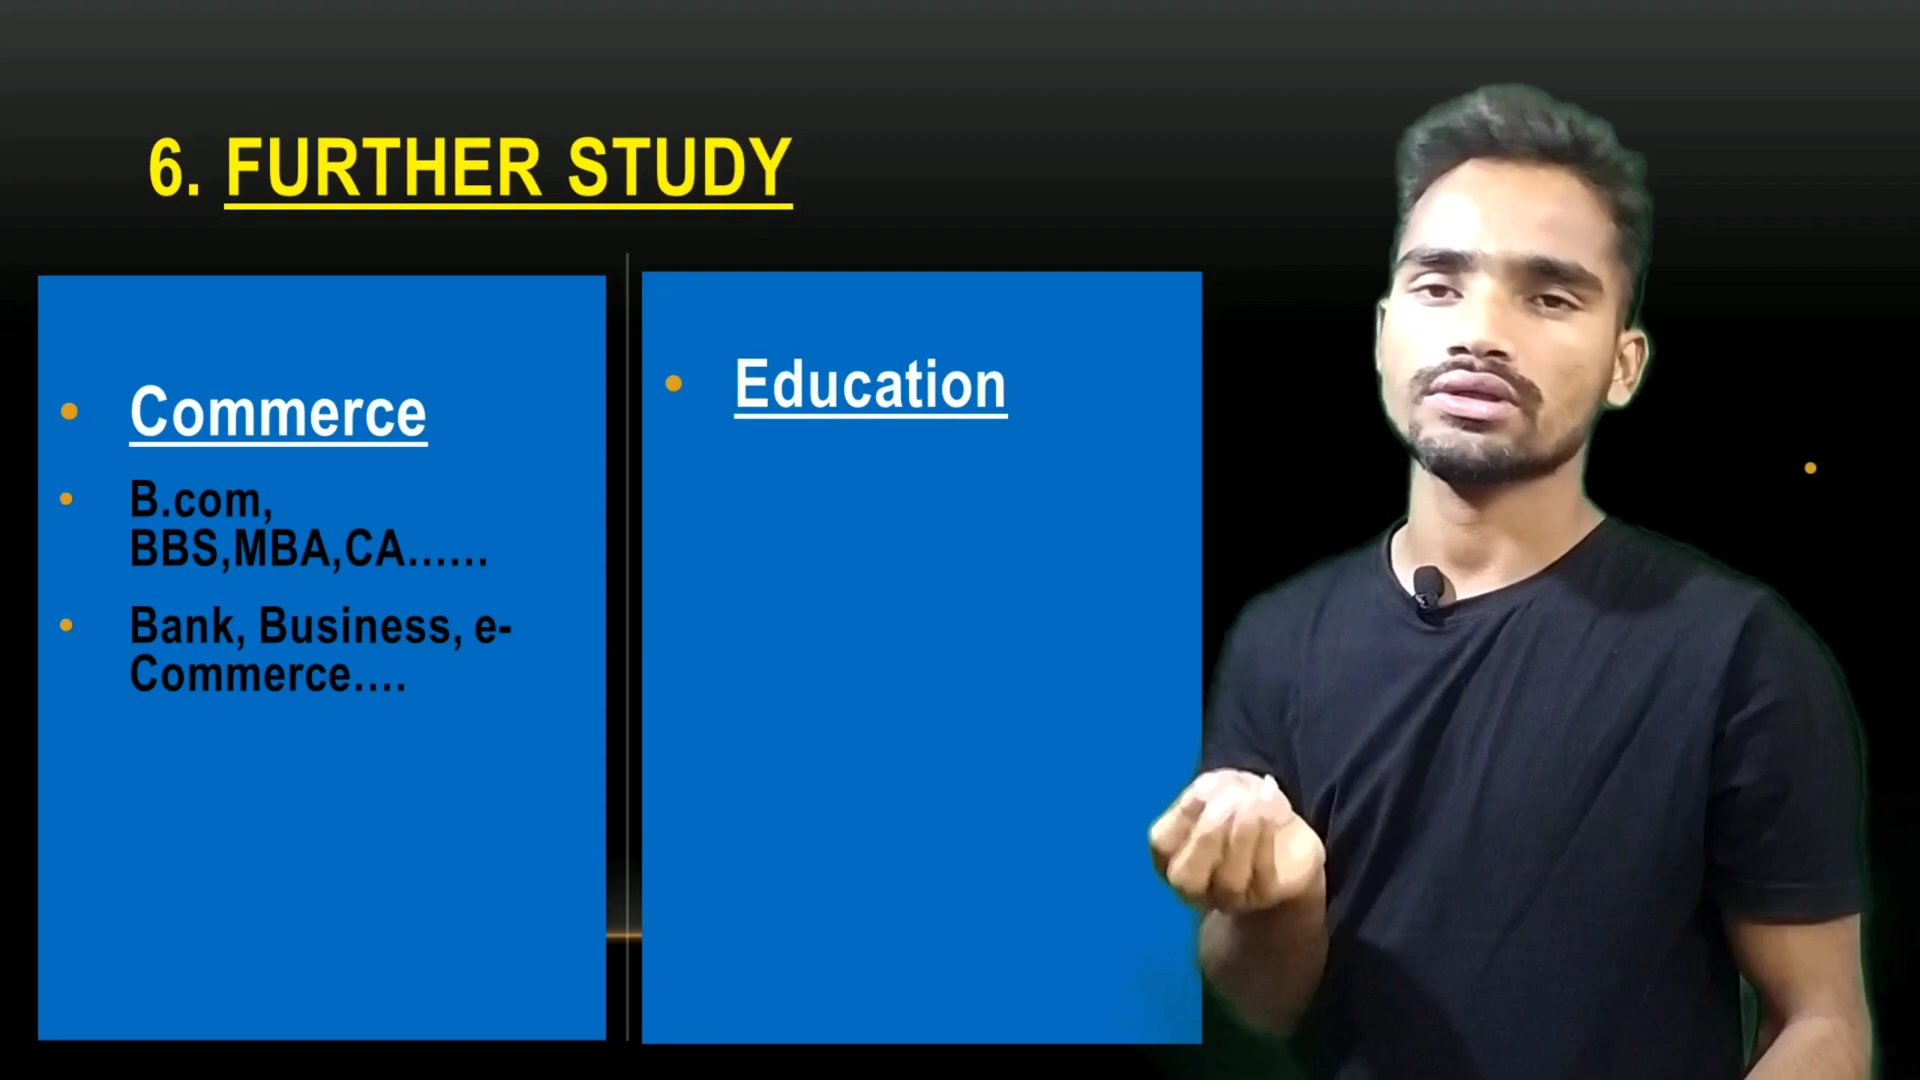 6. FURTHER STUDY
Commerce
B.com,
BBS,MBA,CA......
Bank, Business, e-
Commerce....
Education